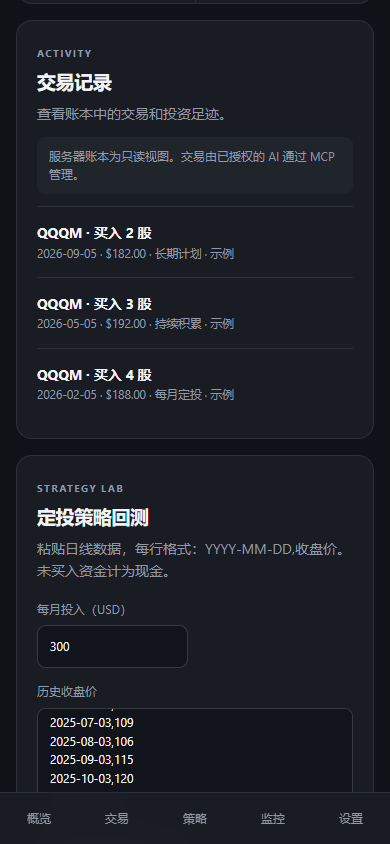 ACTIVITY
交易记录
查看账本中的交易和投资足迹。
服务器账本为只读视图。交易由已授权的 AI 通过 MCP
管理。
QQQM · 买入 2 股
2026-09-05 · $182.00 · 长期计划 · 示例
QQQM · 买入 3 股
2026-05-05 · $192.00 · 持续积累 · 示例
QQQM · 买入 4 股
2026-02-05 · $188.00 · 每月定投 · 示例
STRATEGY LAB
定投策略回测
粘贴日线数据，每行格式：YYYY-MM-DD,收盘价。
未买入资金计为现金。
每月投入（USD）
300
历史收盘价
2025-07-03,109
2025-08-03,106
2025-09-03,115
2025-10-03,120
概览 交易 策略 监控 设置